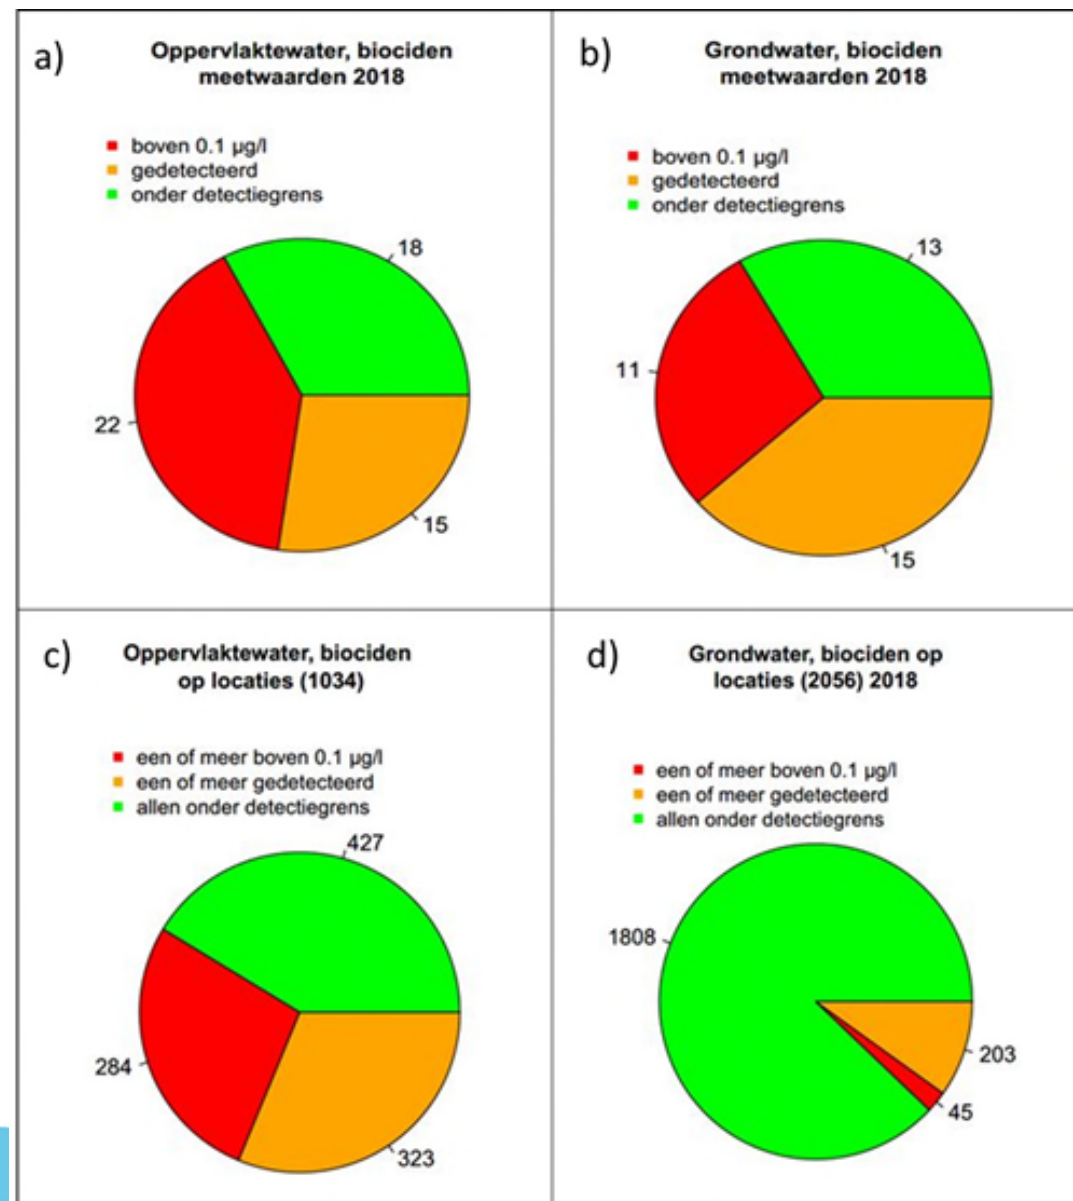 a)
Oppervlaktewater, biociden
meetwaarden 2018
boven 0.1 µg/l
gedetecteerd
onder detectiegrens
18
22
15
b)
Grondwater, biociden
meetwaarden 2018
boven 0.1 µg/l
gedetecteerd
onder detectiegrens
13
11
15
c)
Oppervlaktewater, biociden
op locaties (1034)
een of meer boven 0.1 µg/l
een of meer gedetecteerd
allen onder detectiegrens
427
284
323
d)
Grondwater, biociden op
locaties (2056) 2018
een of meer boven 0.1 µg/l
een of meer gedetecteerd
allen onder detectiegrens
1808
203
45